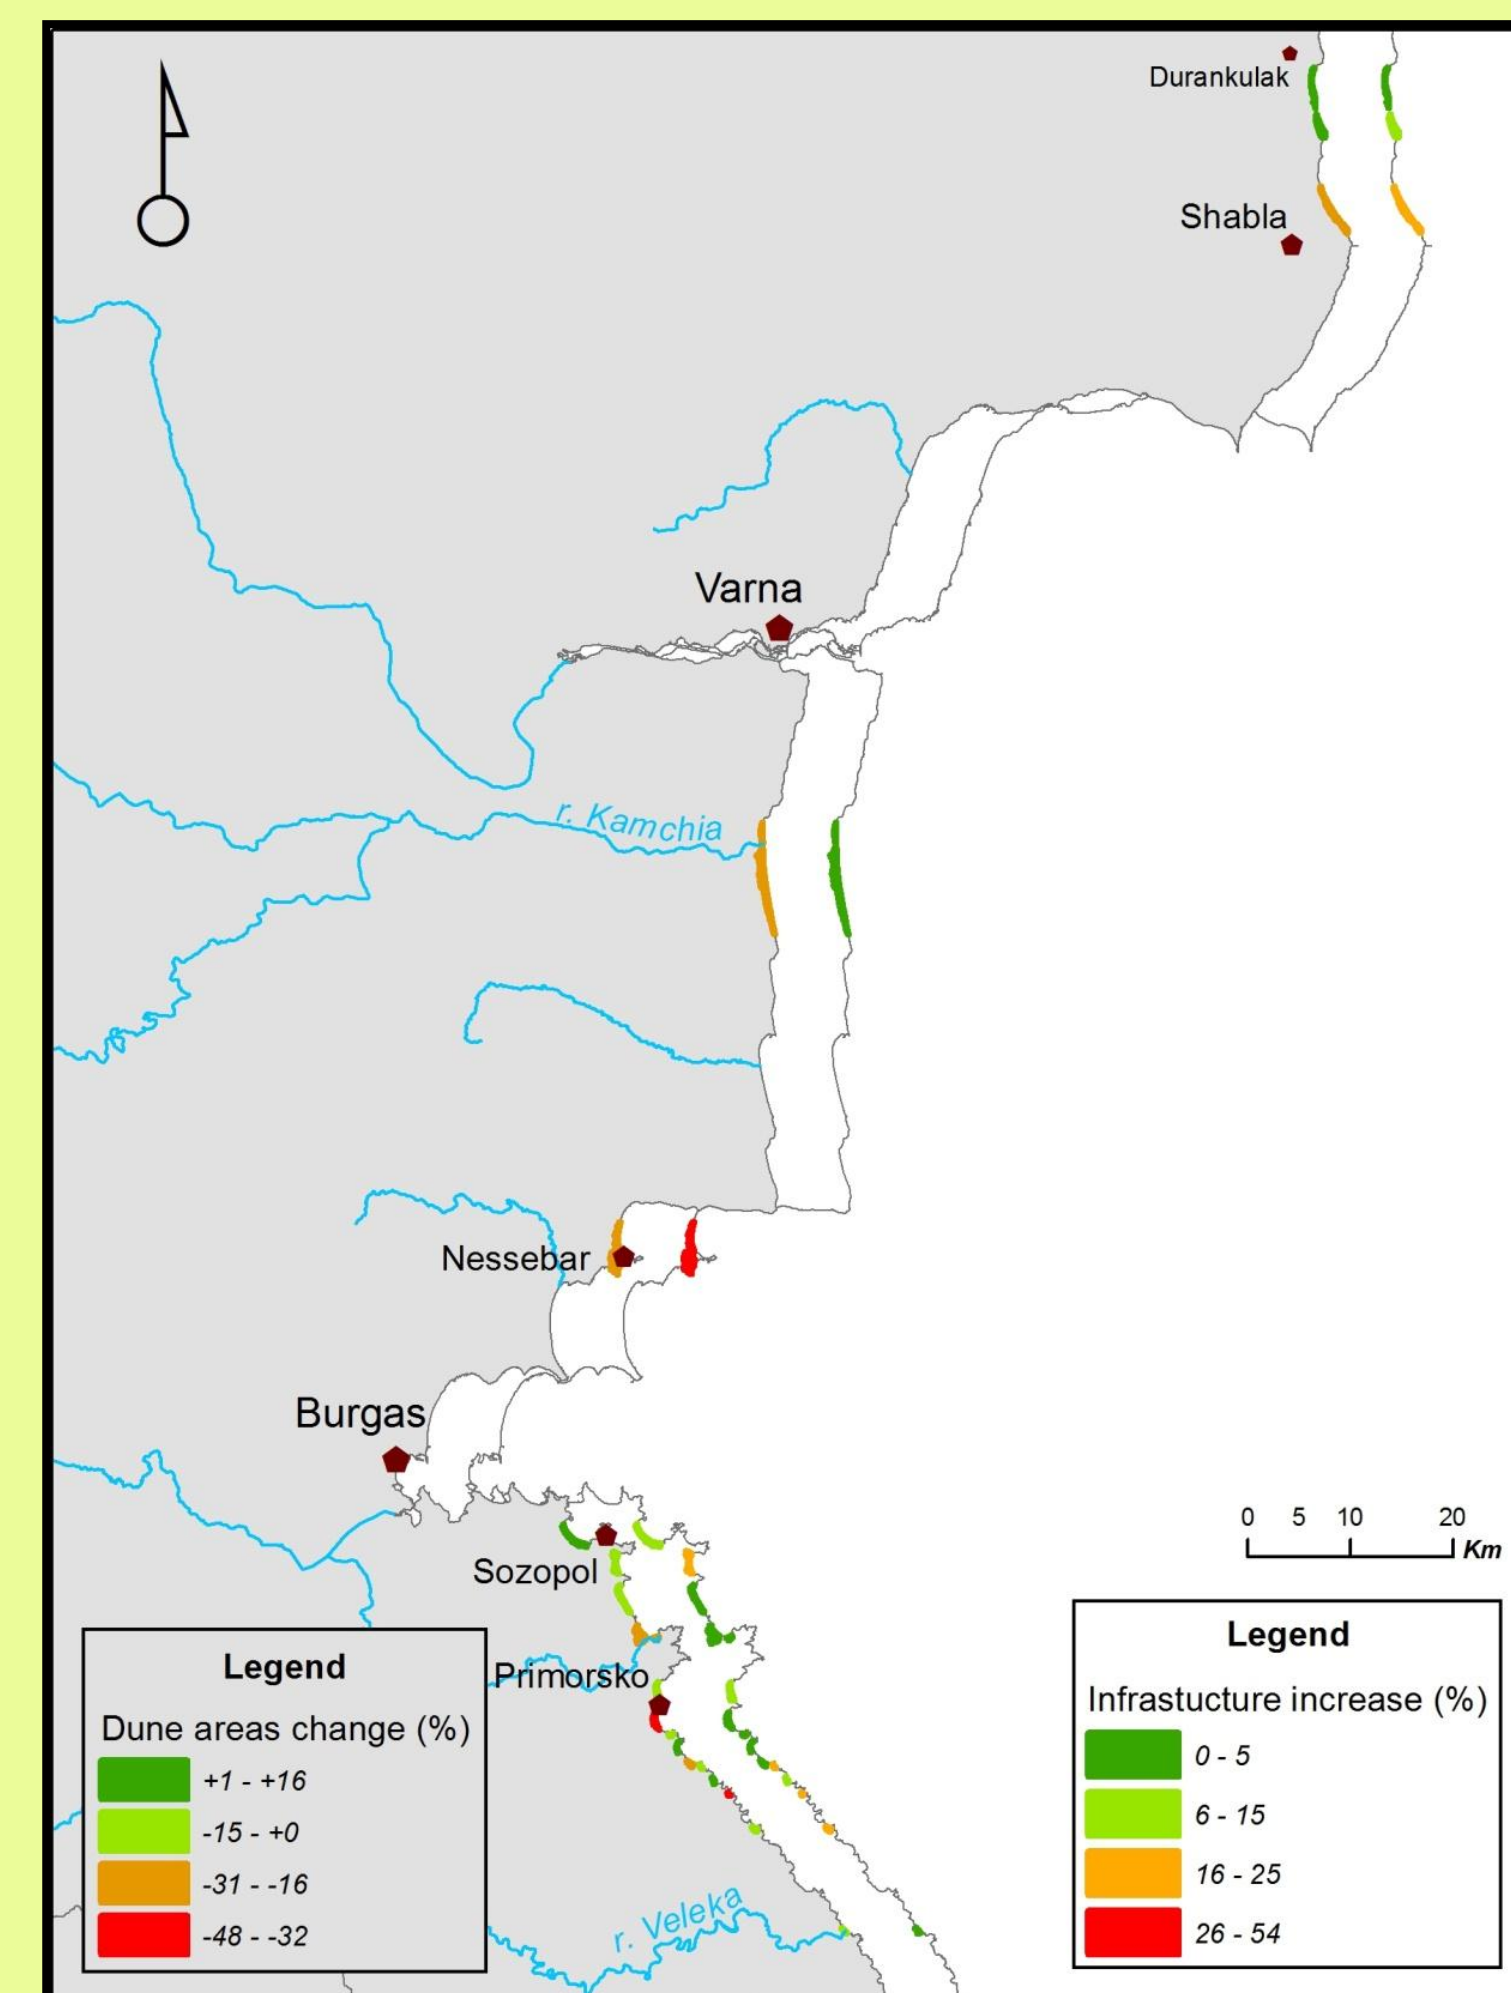 Durankulak
Shabla
Varna
r. Kamchia
Nessebar
Burgas
0 5 10 20
Km
Sozopol
Primorsko
Legend
Dune areas change (%)
+1 - +16
-15 - +0
-31 - -16
-48 - -32
Legend
Infrastucture increase (%)
0 - 5
6 - 15
16 - 25
26 - 54
r. Veleka